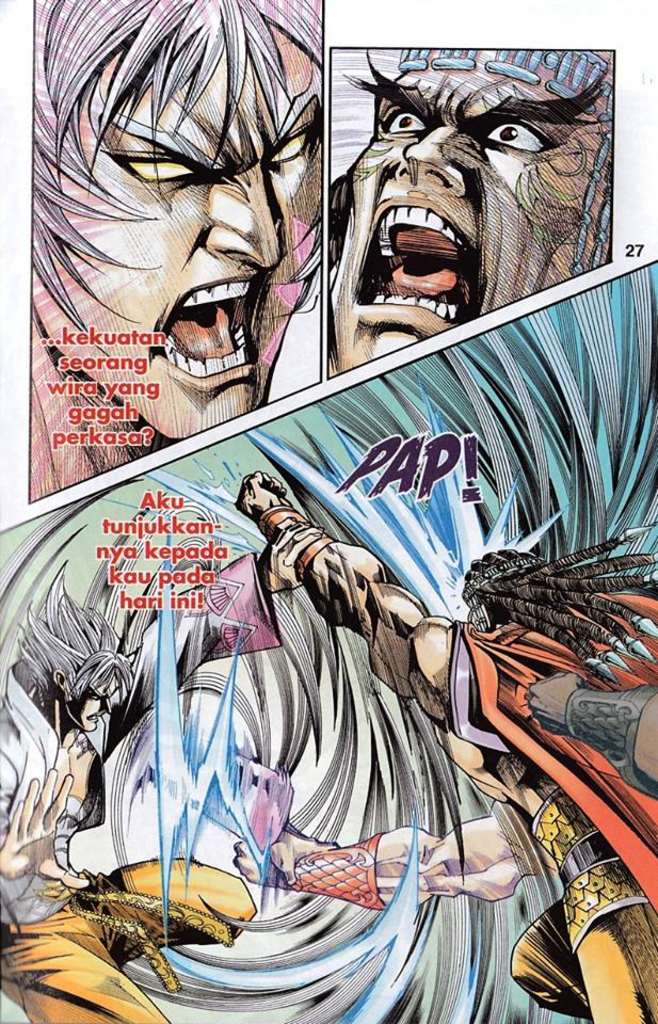 27
...kekuatan
seorang
wira yang
gagah
perkasa?
PAP!
Aku
tunjukkan-
nya kepada
kau pada
hari ini!